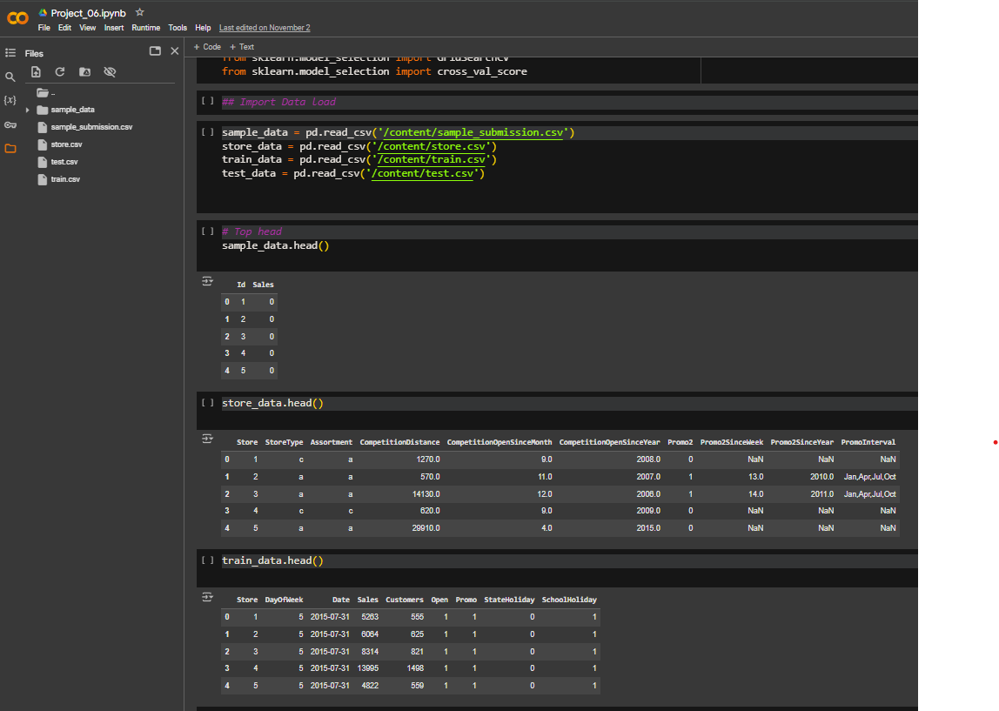 Project_06.ipynb
File Edit View Insert Runtime Tools Help Last edited on November 2
Files
+ Code + Text
..
sample_data
sample_submission.csv
store.csv
test.csv
train.csv
{x}
from sklearn.model_selection import GridSearchCV
from sklearn.model_selection import cross_val_score
[ ] ## Import Data load
[ ] sample_data = pd.read_csv('/content/sample_submission.csv')
store_data = pd.read_csv('/content/store.csv')
train_data = pd.read_csv('/content/train.csv')
test_data = pd.read_csv('/content/test.csv')
[ ] # Top head
sample_data.head()
Id Sales
0 1 0
1 2 0
2 3 0
3 4 0
4 5 0
[ ] store_data.head()
Store StoreType Assortment CompetitionDistance CompetitionOpenSinceMonth CompetitionOpenSinceYear Promo2 Promo2SinceWeek Promo2SinceYear PromoInterval
0 1 c a 1270.0 9.0 2008.0 0 NaN NaN NaN
1 2 a a 570.0 11.0 2007.0 1 13.0 2010.0 Jan,Apr,Jul,Oct
2 3 a a 14130.0 12.0 2006.0 1 14.0 2011.0 Jan,Apr,Jul,Oct
3 4 c c 620.0 9.0 2009.0 0 NaN NaN NaN
4 5 a a 29910.0 4.0 2015.0 0 NaN NaN NaN
[ ] train_data.head()
Store DayOfWeek Date Sales Customers Open Promo StateHoliday SchoolHoliday
0 1 5 2015-07-31 5263 555 1 1 0 1
1 2 5 2015-07-31 6064 625 1 1 0 1
2 3 5 2015-07-31 8314 821 1 1 0 1
3 4 5 2015-07-31 13995 1498 1 1 0 1
4 5 5 2015-07-31 4822 559 1 1 0 1